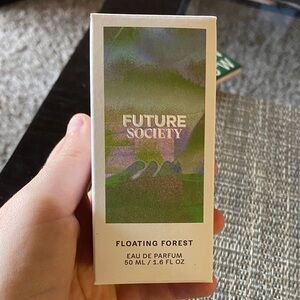 FUTURE
SOCIETY
FLOATING FOREST
EAU DE PARFUM
50 ML / 1.6 FL OZ